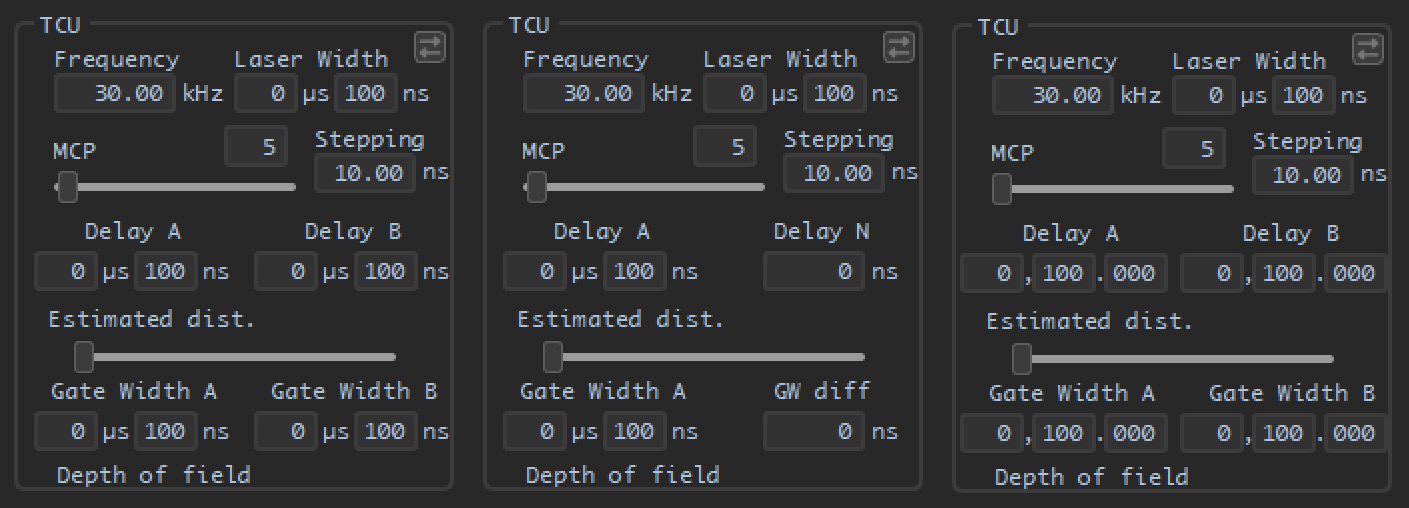 TCU
Frequency Laser Width
30.00 kHz 0 µs 100 ns
MCP 5 Stepping
10.00 ns
Delay A Delay B
0 µs 100 ns 0 µs 100 ns
Estimated dist.
Gate Width A Gate Width B
0 µs 100 ns 0 µs 100 ns
Depth of field
TCU
Frequency Laser Width
30.00 kHz 0 µs 100 ns
MCP 5 Stepping
10.00 ns
Delay A Delay N
0 µs 100 ns 0 ns
Estimated dist.
Gate Width A GW diff
0 µs 100 ns 0 ns
Depth of field
TCU
Frequency Laser Width
30.00 kHz 0 µs 100 ns
MCP 5 Stepping
10.00 ns
Delay A Delay B
0 , 100 . 000 0 , 100 . 000
Estimated dist.
Gate Width A Gate Width B
0 , 100 . 000 0 , 100 . 000
Depth of field